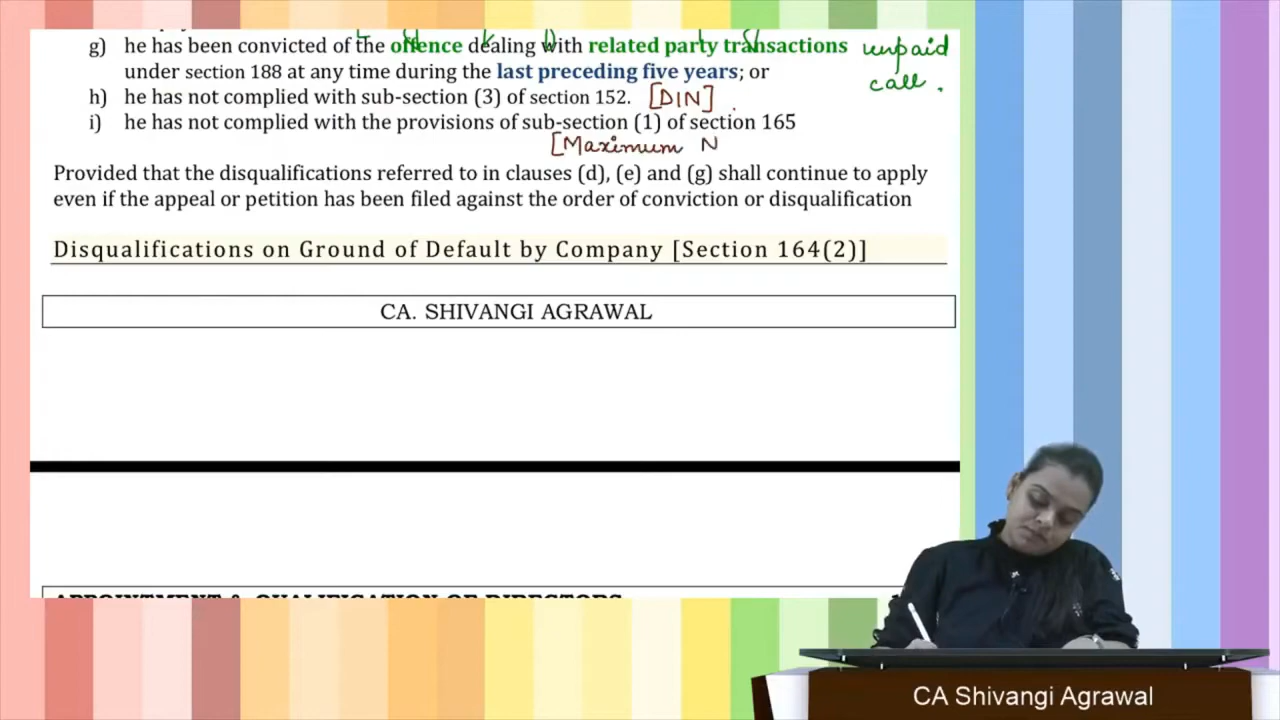 g) he has been convicted of the offence dealing with related party transactions unpaid
under section 188 at any time during the last preceding five years; or call.
h) he has not complied with sub-section (3) of section 152. [DIN]
i) he has not complied with the provisions of sub-section (1) of section 165
[Maximum N
Provided that the disqualifications referred to in clauses (d), (e) and (g) shall continue to apply
even if the appeal or petition has been filed against the order of conviction or disqualification
Disqualifications on Ground of Default by Company [Section 164(2)]
CA. SHIVANGI AGRAWAL
APPOINTMENT & QUALIFICATION OF DIRECTORS
CA Shivangi Agrawal